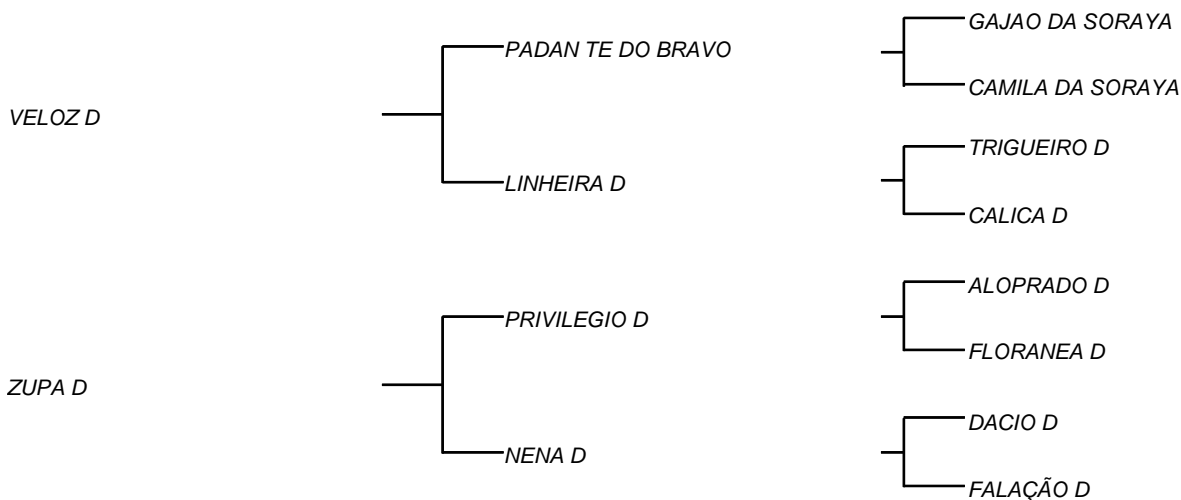 GAJAO DA SORAYA
PADAN TE DO BRAVO
CAMILA DA SORAYA
VELOZ D
TRIGUEIRO D
LINHEIRA D
CALICA D
ALOPRADO D
PRIVILEGIO D
FLORANEA D
ZUPA D
DACIO D
NENA D
FALAÇÃO D